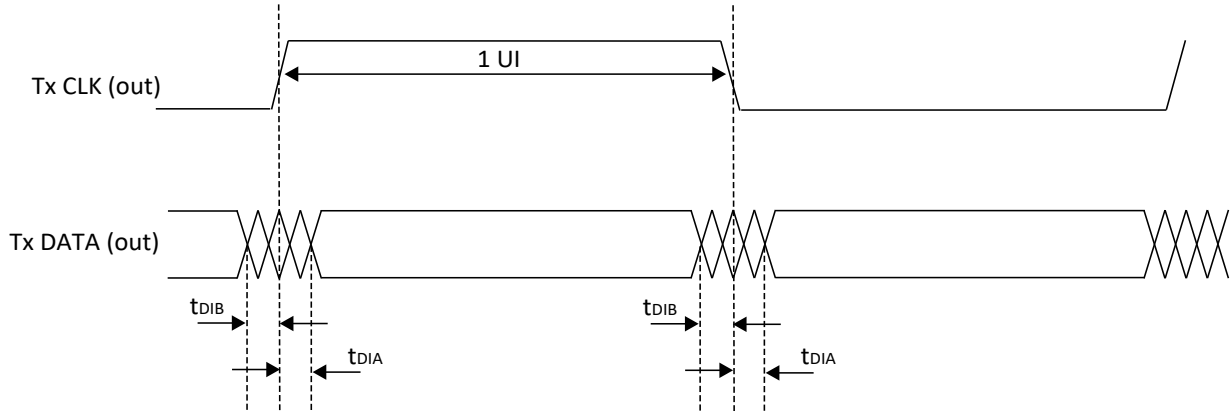 1 UI
Tx CLK (out)
Tx DATA (out)
tDIB
tDIB
tDIA
tDIA